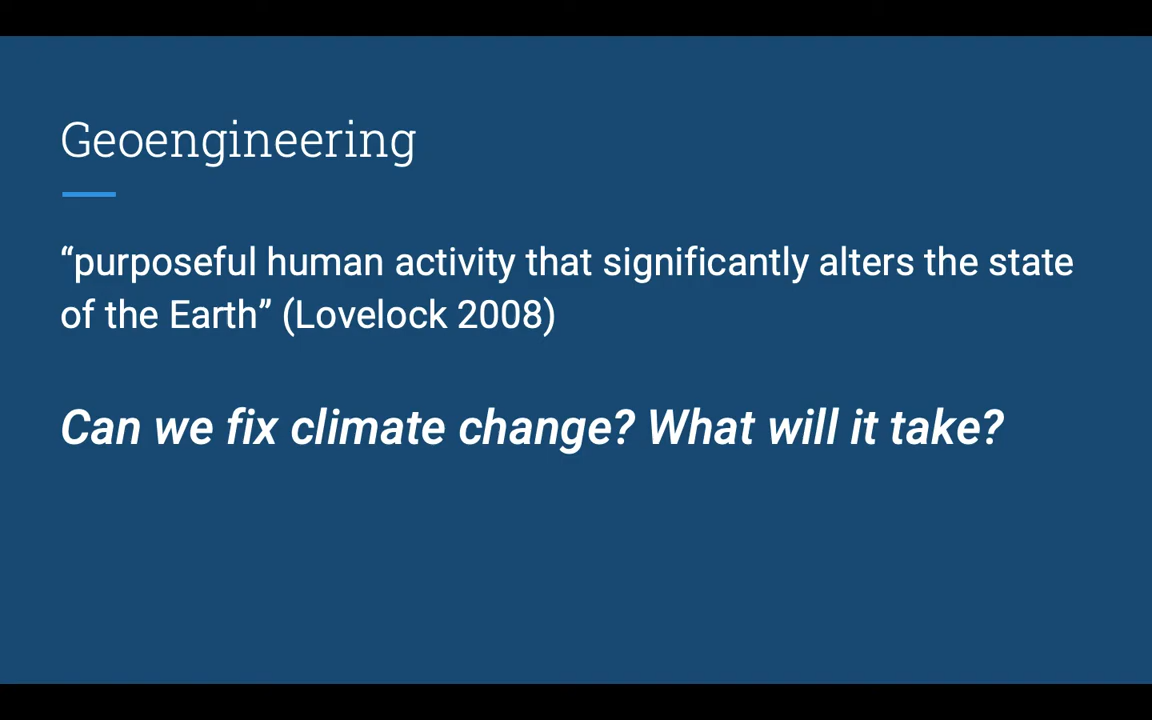 Geoengineering
“purposeful human activity that significantly alters the state
of the Earth” (Lovelock 2008)
Can we fix climate change? What will it take?